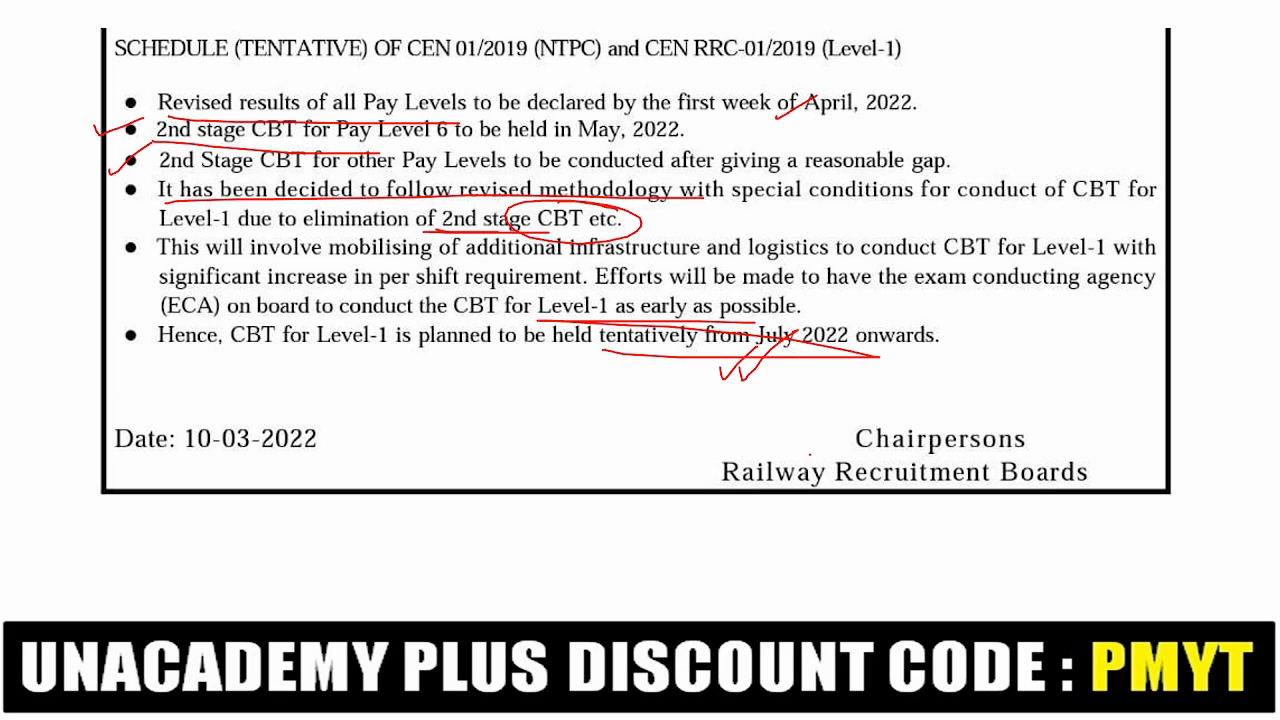 SCHEDULE (TENTATIVE) OF CEN 01/2019 (NTPC) and CEN RRC-01/2019 (Level-1)
● Revised results of all Pay Levels to be declared by the first week of April, 2022.
● 2nd stage CBT for Pay Level 6 to be held in May, 2022.
● 2nd Stage CBT for other Pay Levels to be conducted after giving a reasonable gap.
● It has been decided to follow revised methodology with special conditions for conduct of CBT for
Level-1 due to elimination of 2nd stage CBT etc.
● This will involve mobilising of additional infrastructure and logistics to conduct CBT for Level-1 with
significant increase in per shift requirement. Efforts will be made to have the exam conducting agency
(ECA) on board to conduct the CBT for Level-1 as early as possible.
● Hence, CBT for Level-1 is planned to be held tentatively from July 2022 onwards.
Date: 10-03-2022 Chairpersons
Railway Recruitment Boards
UNACADEMY PLUS DISCOUNT CODE : PMYT